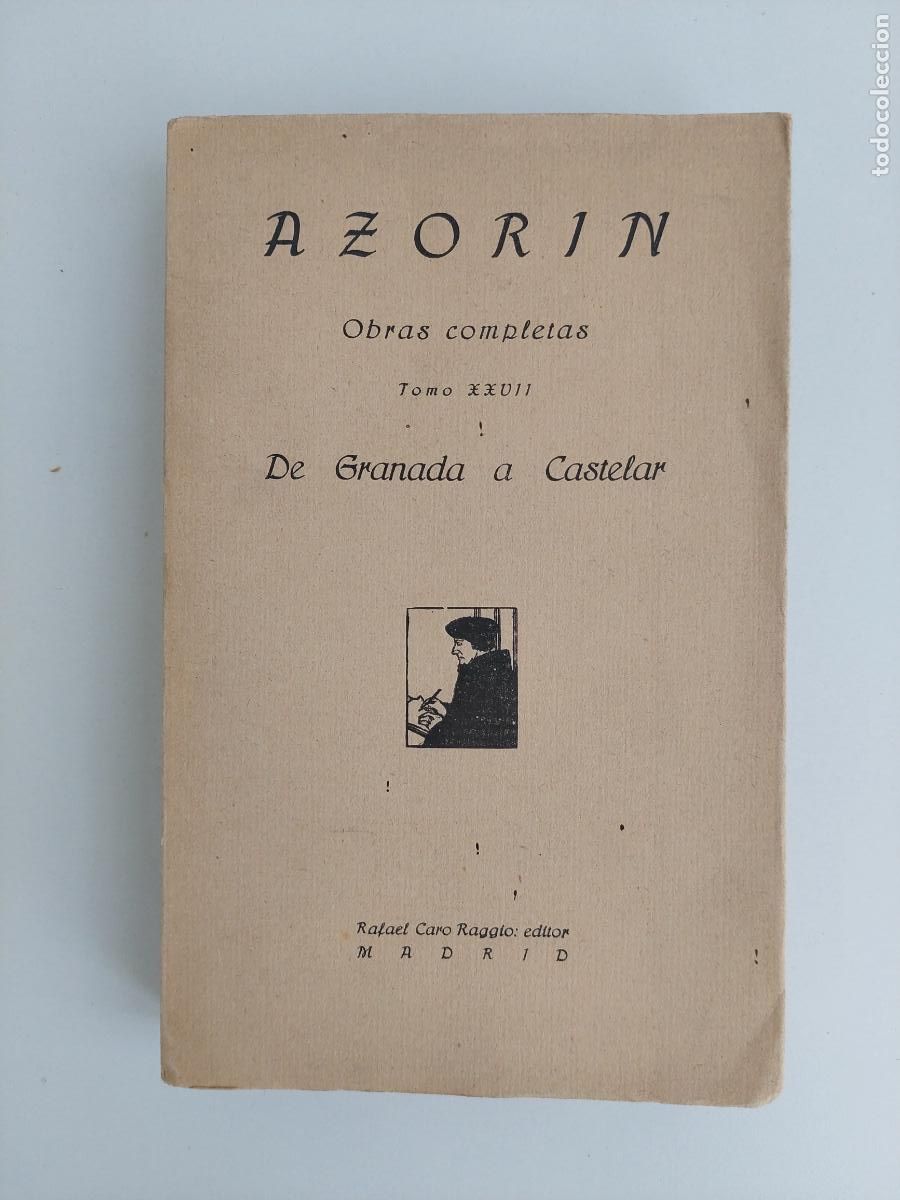 AZORIN
Obras completas
Tomo XXVII
De Granada a Castelar
Rafael Caro Raggio: editor
MADRID
todocoleccion